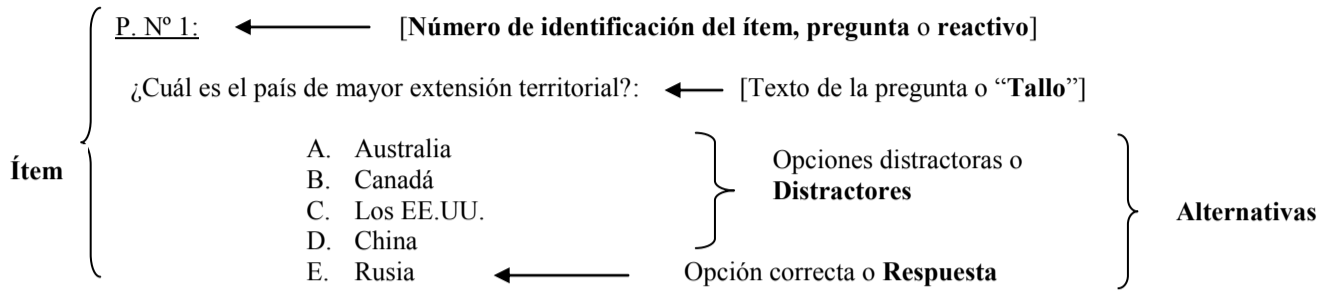 P. Nº 1: [Número de identificación del ítem, pregunta o reactivo]
¿Cuál es el país de mayor extensión territorial?: [Texto de la pregunta o “Tallo”]
Ítem
A. Australia
B. Canadá
C. Los EE.UU.
D. China
E. Rusia
Opciones distractoras o
Distractores
Opción correcta o Respuesta
Alternativas